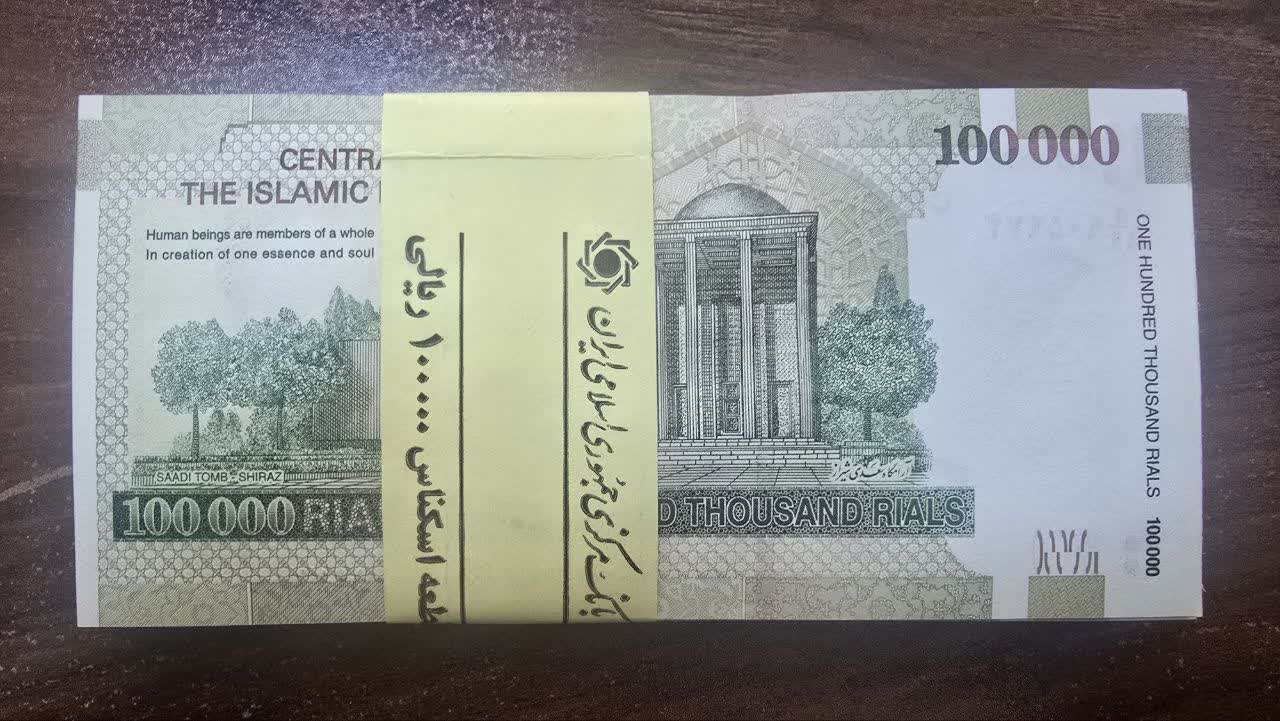 CENTRA
THE ISLAMIC
Human beings are members of a whole
In creation of one essence and soul
SAADI TOMB - SHIRAZ
100 000 RIA
D THOUSAND RIALS
آرامگاه سعدی شیراز
100 000
ONE HUNDRED THOUSAND RIALS 100000
بانک مرکزی جمهوری اسلامی ایران
قطعه اسکناس ۱۰۰۰۰۰ ریالی